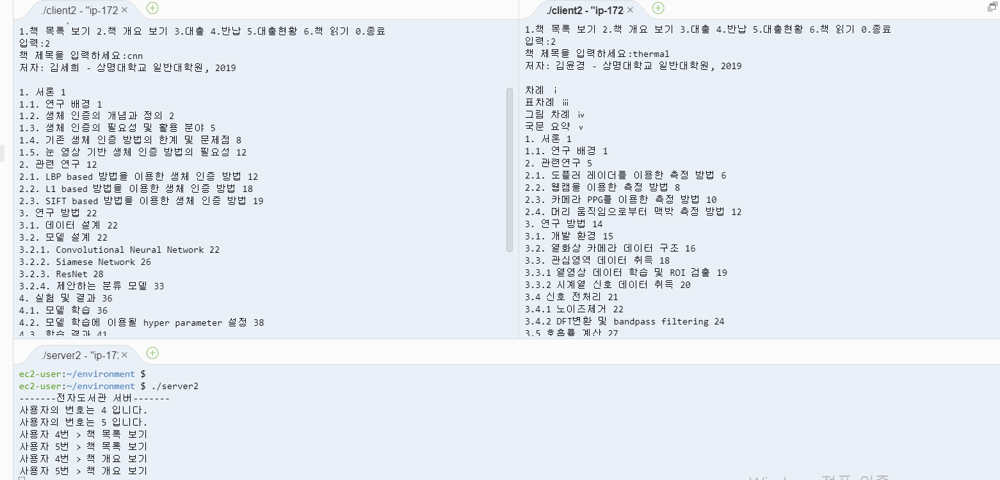 ./client2 - "ip-172
1.책 목록 보기 2.책 개요 보기 3.대출 4.반납 5.대출현황 6.책 읽기 0.종료
입력:2
책 제목을 입력하세요:cnn
저자: 김세희 - 상명대학교 일반대학원, 2019
1. 서론 1
1.1. 연구 배경 1
1.2. 생체 인증의 개념과 정의 2
1.3. 생체 인증의 필요성 및 활용 분야 5
1.4. 기존 생체 인증 방법의 한계 및 문제점 8
1.5. 눈 영상 기반 생체 인증 방법의 필요성 12
2. 관련 연구 12
2.1. LBP based 방법을 이용한 생체 인증 방법 12
2.2. L1 based 방법을 이용한 생체 인증 방법 18
2.3. SIFT based 방법을 이용한 생체 인증 방법 19
3. 연구 방법 22
3.1. 데이터 설계 22
3.2. 모델 설계 22
3.2.1. Convolutional Neural Network 22
3.2.2. Siamese Network 26
3.2.3. ResNet 28
3.2.4. 제안하는 분류 모델 33
4. 실험 및 결과 36
4.1. 모델 학습 36
4.2. 모델 학습에 이용될 hyper parameter 설정 38
4.3. 학습 결과 41
./client2 - "ip-172
1.책 목록 보기 2.책 개요 보기 3.대출 4.반납 5.대출현황 6.책 읽기 0.종료
입력:2
책 제목을 입력하세요:thermal
저자: 김윤경 - 상명대학교 일반대학원, 2019
차례 ⅰ
표차례 ⅲ
그림 차례 ⅳ
국문 요약 ⅴ
1. 서론 1
1.1. 연구 배경 1
2. 관련연구 5
2.1. 도플러 레이더를 이용한 측정 방법 6
2.2. 웹캠을 이용한 측정 방법 8
2.3. 카메라 PPG를 이용한 측정 방법 10
2.4. 머리 움직임으로부터 맥박 측정 방법 12
3. 연구 방법 14
3.1. 개발 환경 15
3.2. 열화상 카메라 데이터 구조 16
3.3. 관심영역 데이터 취득 18
3.3.1 열영상 데이터 학습 및 ROI 검출 19
3.3.2 시계열 신호 데이터 취득 20
3.4 신호 전처리 21
3.4.1 노이즈제거 22
3.4.2 DFT변환 및 bandpass filtering 24
3.5 호흡률 계산 27
./server2 - "ip-17:
ec2-user:~/environment $
ec2-user:~/environment $ ./server2
-------전자도서관 서버-------
사용자의 번호는 4 입니다.
사용자의 번호는 5 입니다.
사용자 4번 > 책 목록 보기
사용자 5번 > 책 목록 보기
사용자 4번 > 책 개요 보기
사용자 5번 > 책 개요 보기
Windows 정품 인증